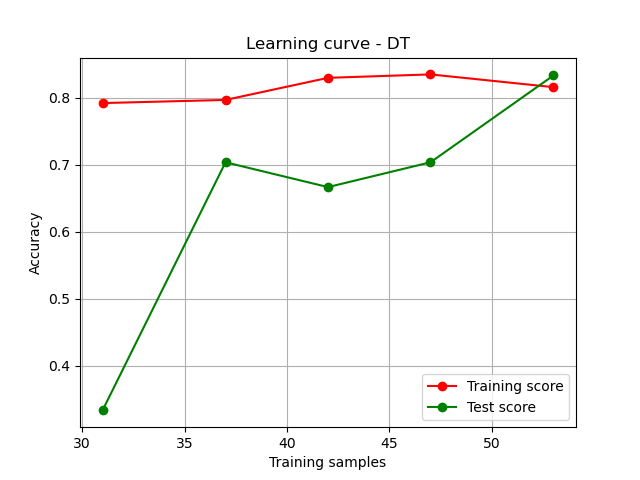 Learning curve - DT
0.8
0.7
0.6
0.5
0.4
Accuracy
Training score
Test score
30 35 40 45 50
Training samples